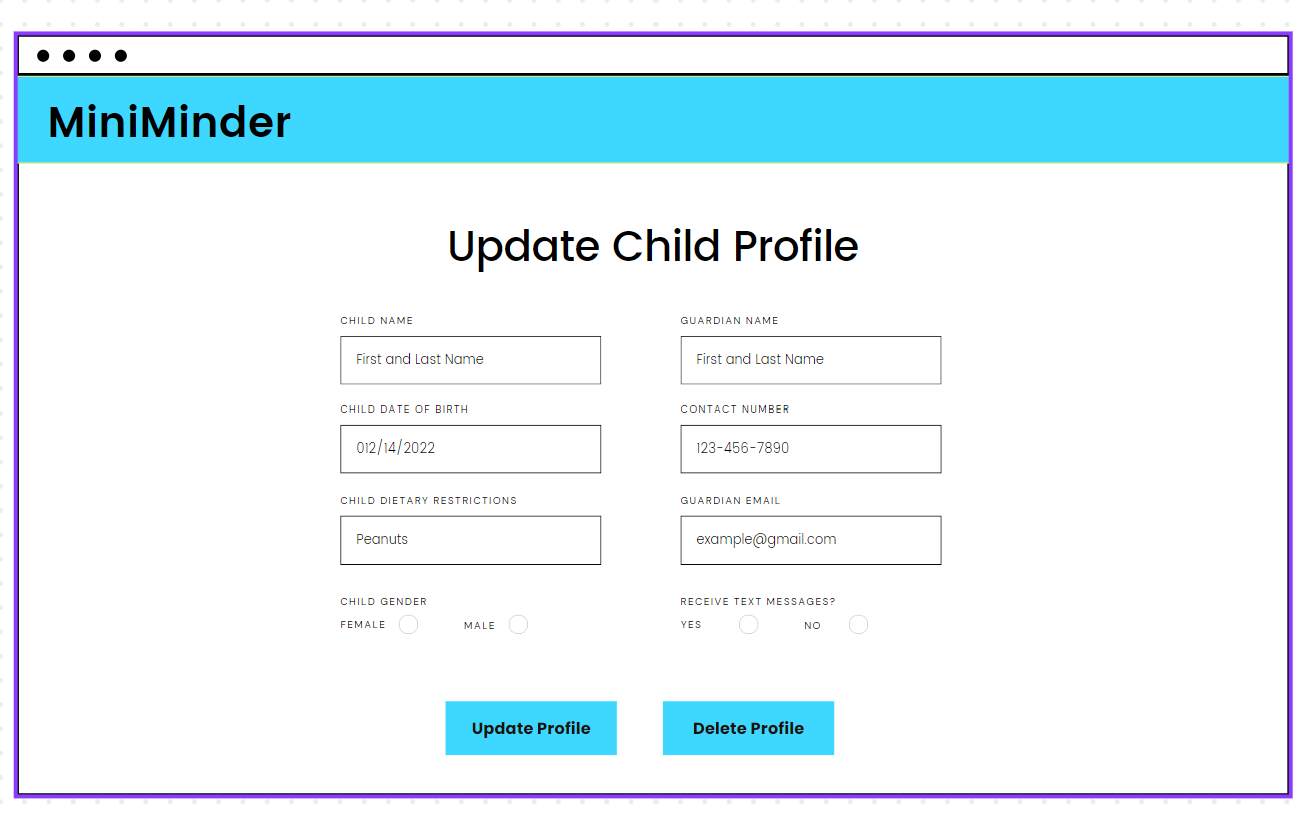 MiniMinder
Update Child Profile
CHILD NAME
GUARDIAN NAME
First and Last Name
First and Last Name
CHILD DATE OF BIRTH
CONTACT NUMBER
012/14/2022
123-456-7890
CHILD DIETARY RESTRICTIONS
GUARDIAN EMAIL
Peanuts
example@gmail.com
CHILD GENDER
RECEIVE TEXT MESSAGES?
FEMALE MALE
YES NO
Update Profile
Delete Profile